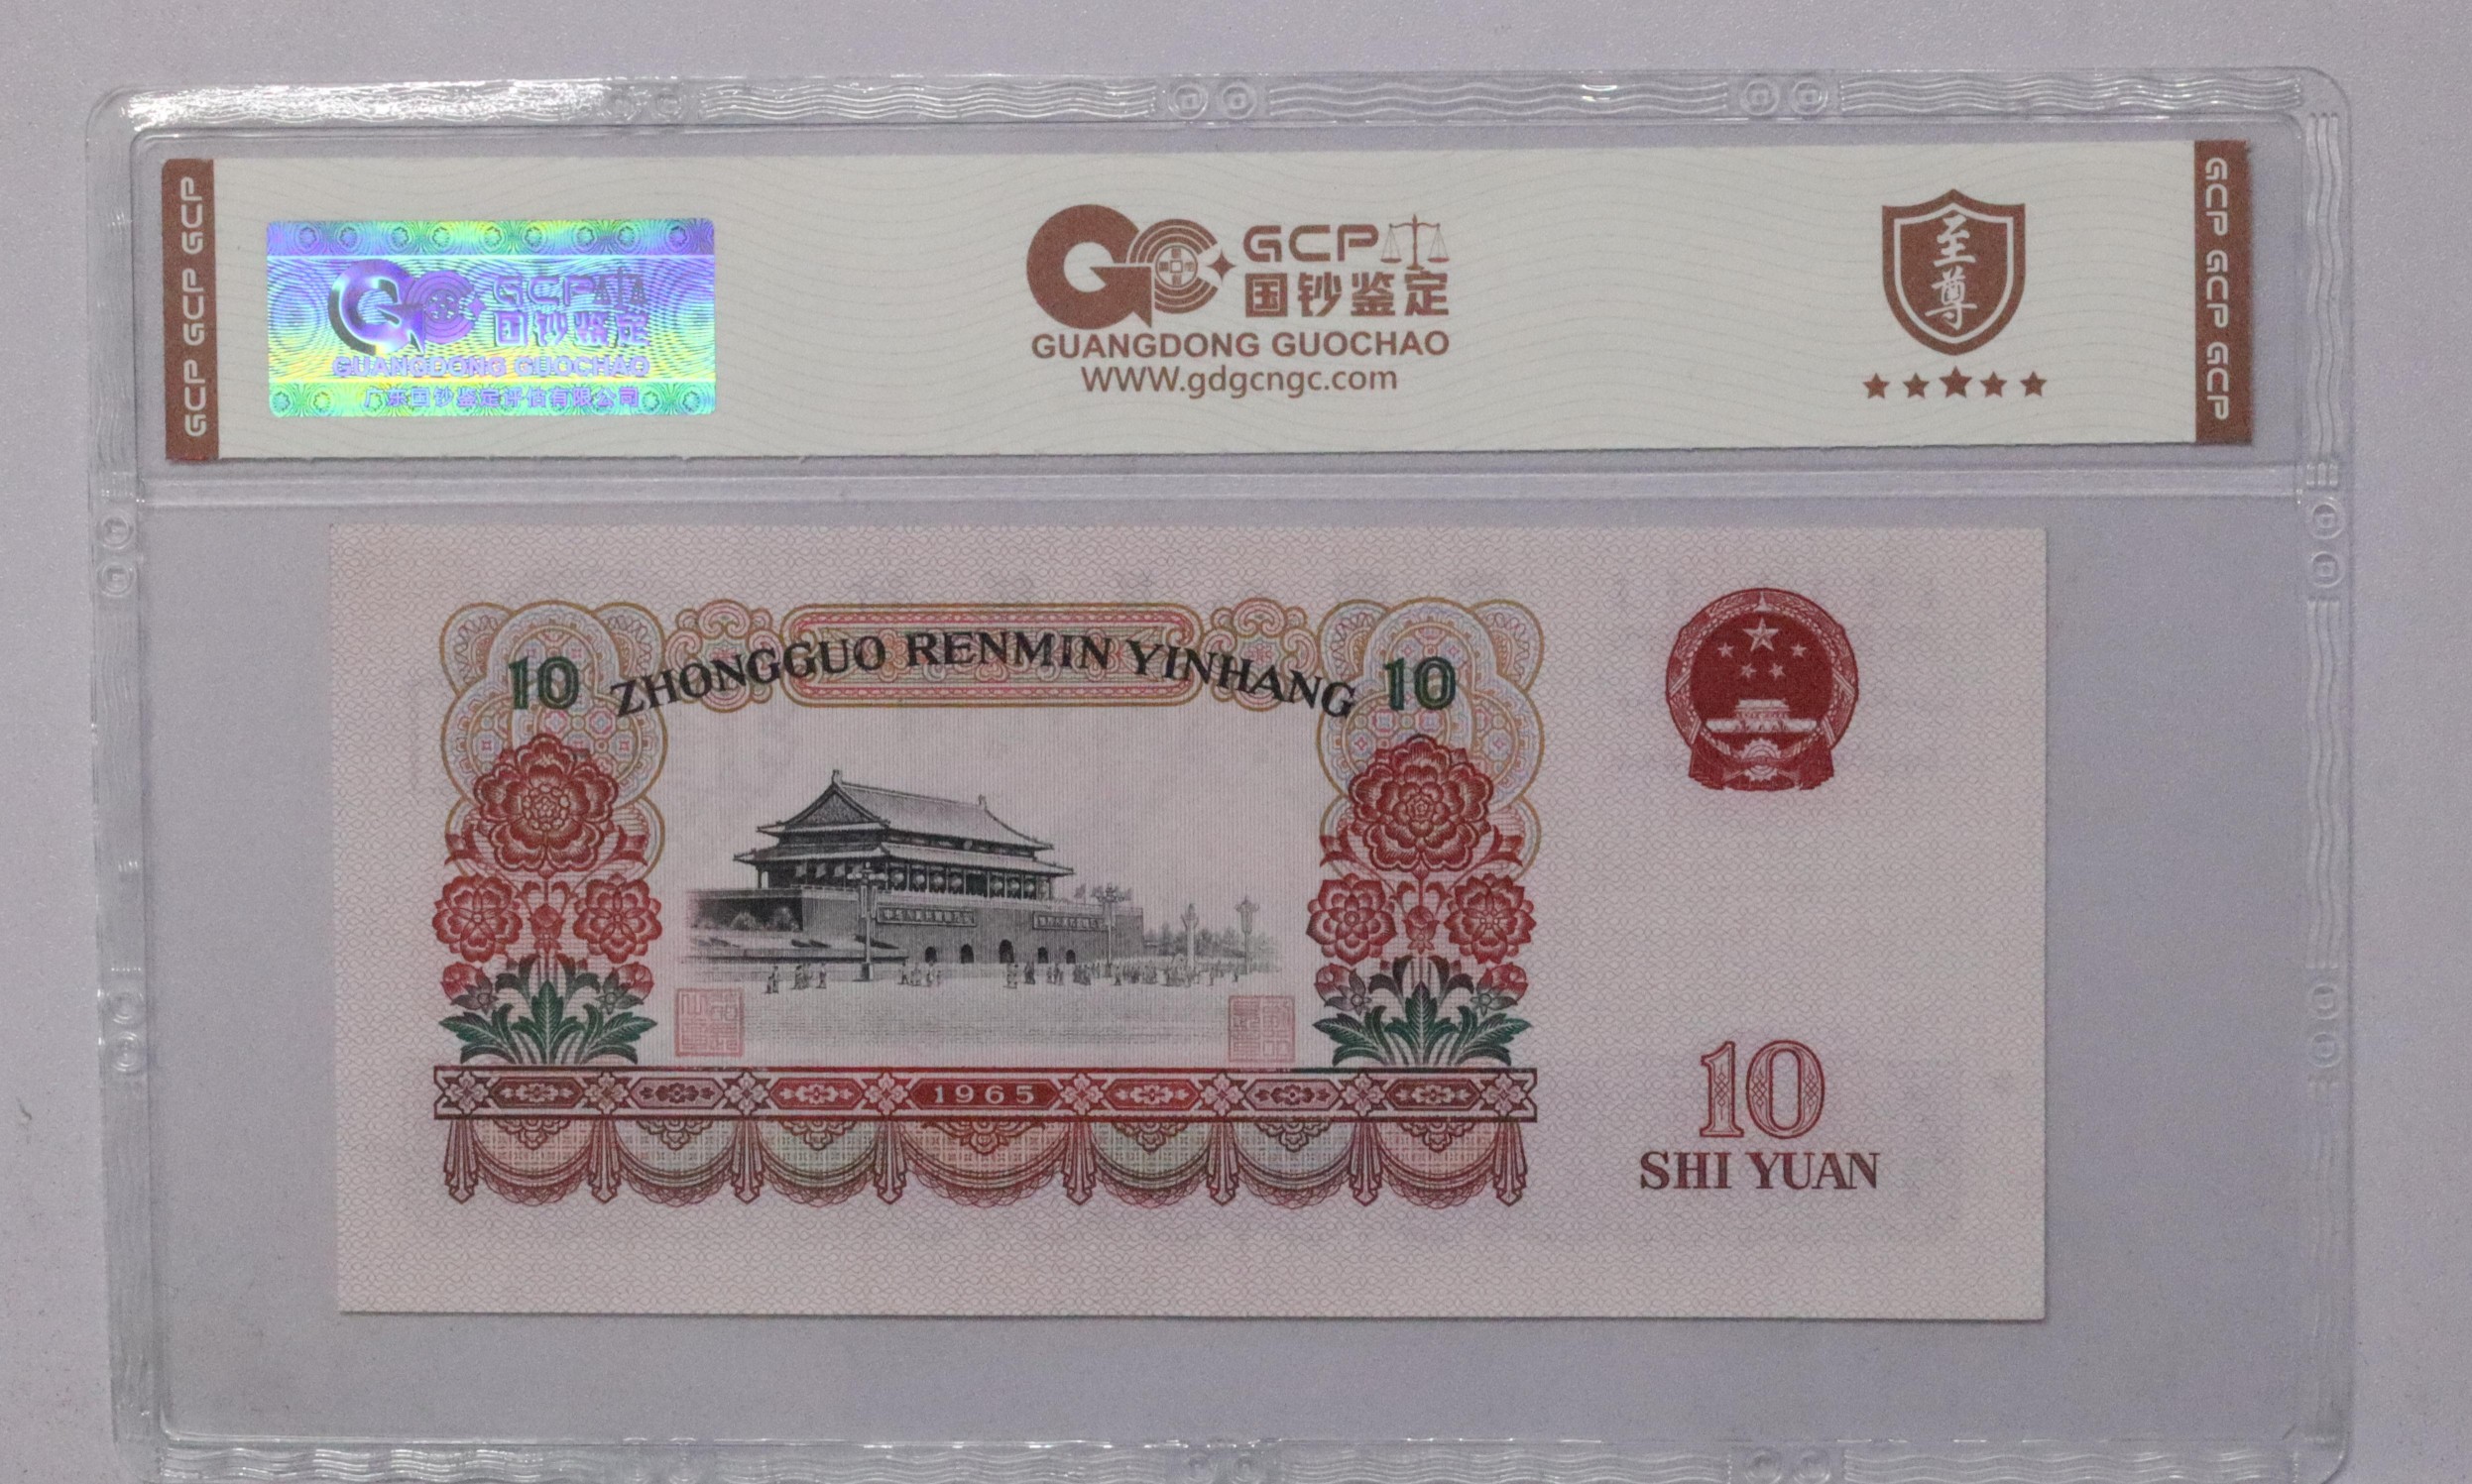 GCP GCP GCP
GCP
国钞鉴定
GUANGDONG GUOCHAO
广东国钞鉴定评估有限公司
GCP
国钞鉴定
GUANGDONG GUOCHAO
WWW.gdgcngc.com
至尊
GCP GCP GCP
10 ZHONGGUO RENMIN YINHANG 10
1965
10
SHI YUAN